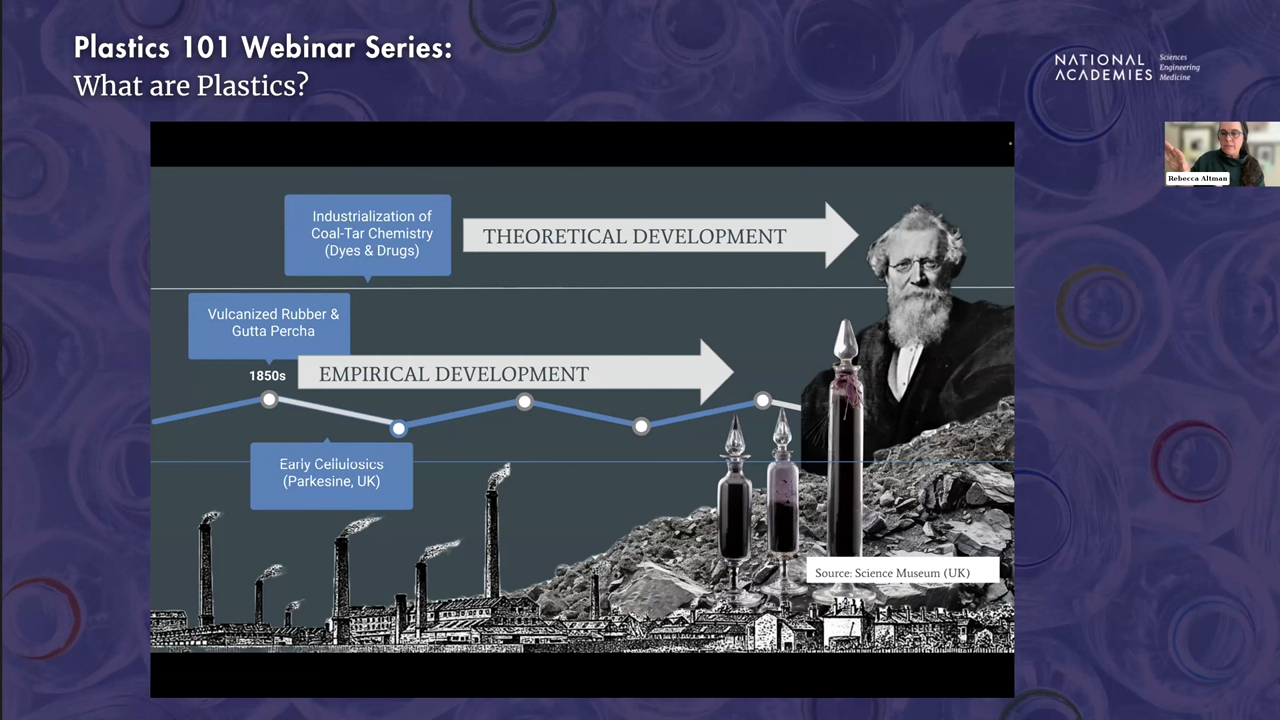 Plastics 101 Webinar Series:
What are Plastics?
NATIONAL
ACADEMIES
Sciences
Engineering
Medicine
Rebecca Altman
Industrialization of
Coal-Tar Chemistry
(Dyes & Drugs)
THEORETICAL DEVELOPMENT
Vulcanized Rubber &
Gutta Percha
1850s
EMPIRICAL DEVELOPMENT
Early Cellulosics
(Parkesine, UK)
Source: Science Museum (UK)